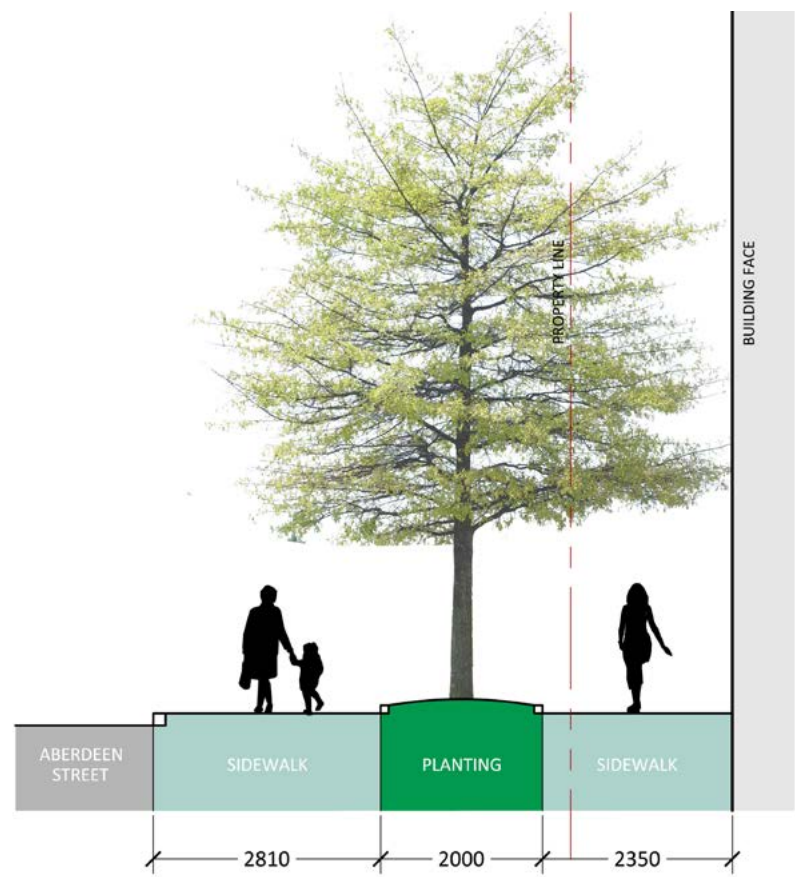 PROPERTY LINE
BUILDING FACE
ABERDEEN
STREET
SIDEWALK
PLANTING
SIDEWALK
2810
2000
2350